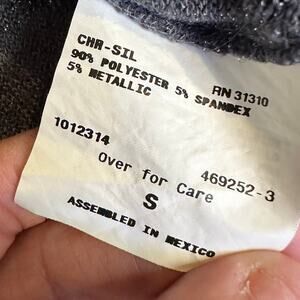 CHR-SIL
RN 31310
90% POLYESTER 5% SPANDEX
5% METALLIC
1012314
469252-3
Over for Care
S
ASSEMBLED IN MEXICO